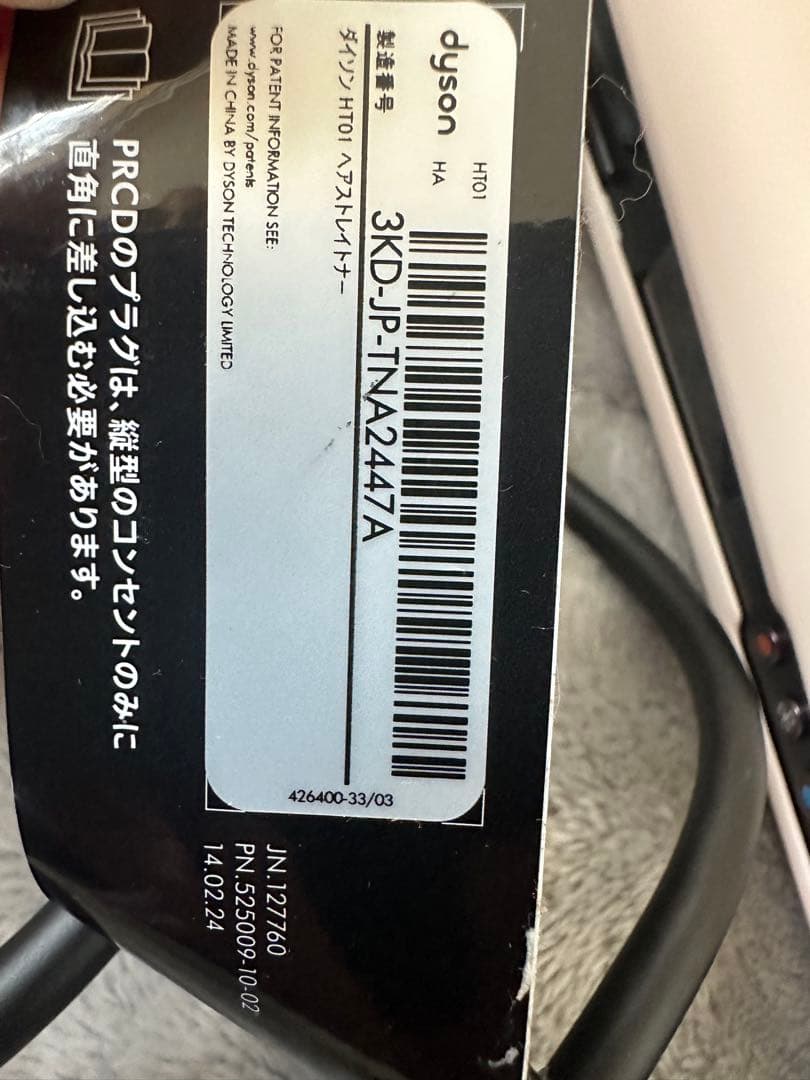 dyson
HT01
HA
製造番号
3KD-JP-TNA2447A
ダイソン HT01 ヘアストレイトナー
FOR PATENT INFORMATION SEE:
www.dyson.com/patents
MADE IN CHINA BY DYSON TECHNOLOGY LIMITED
426400-33/03
PRCDのプラグは、縦型のコンセントのみに
直角に差し込む必要があります。
JN.127760
PN.525009-10-02
14.02.24